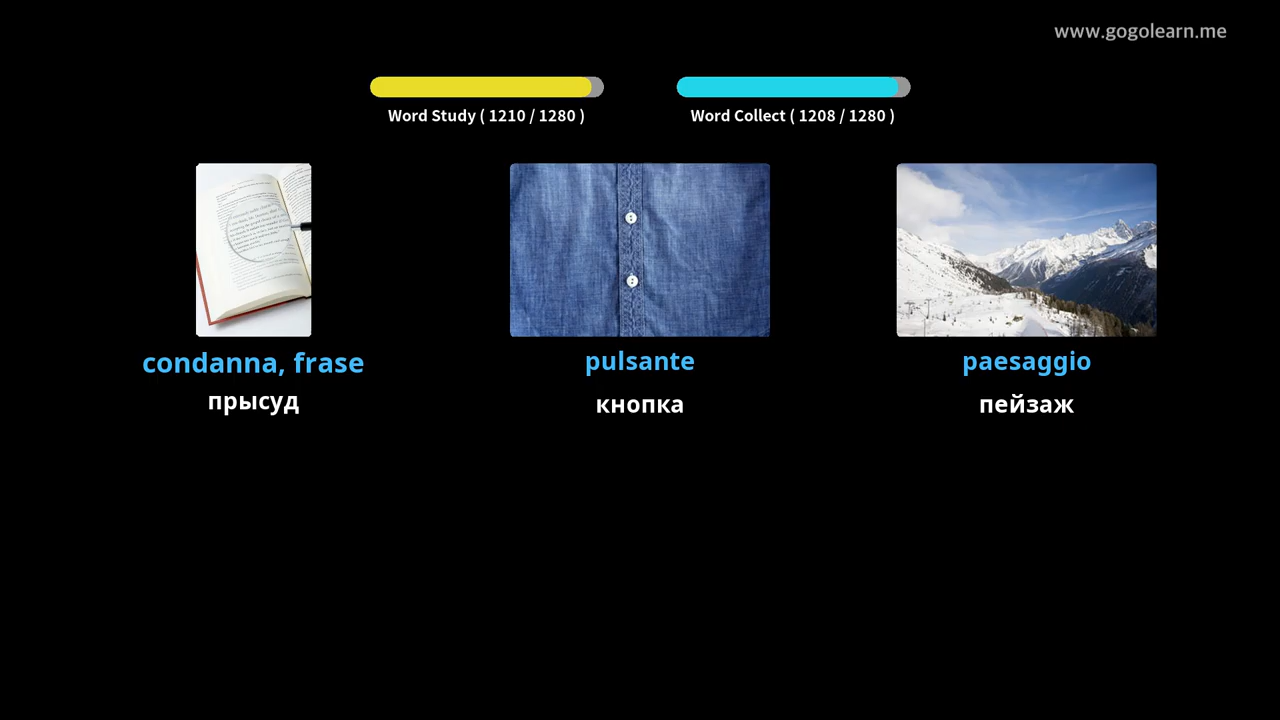 www.gogolearn.me
Word Study ( 1210 / 1280 )
Word Collect ( 1208 / 1280 )
condanna, frase
прысуд
pulsante
кнопка
paesaggio
пейзаж